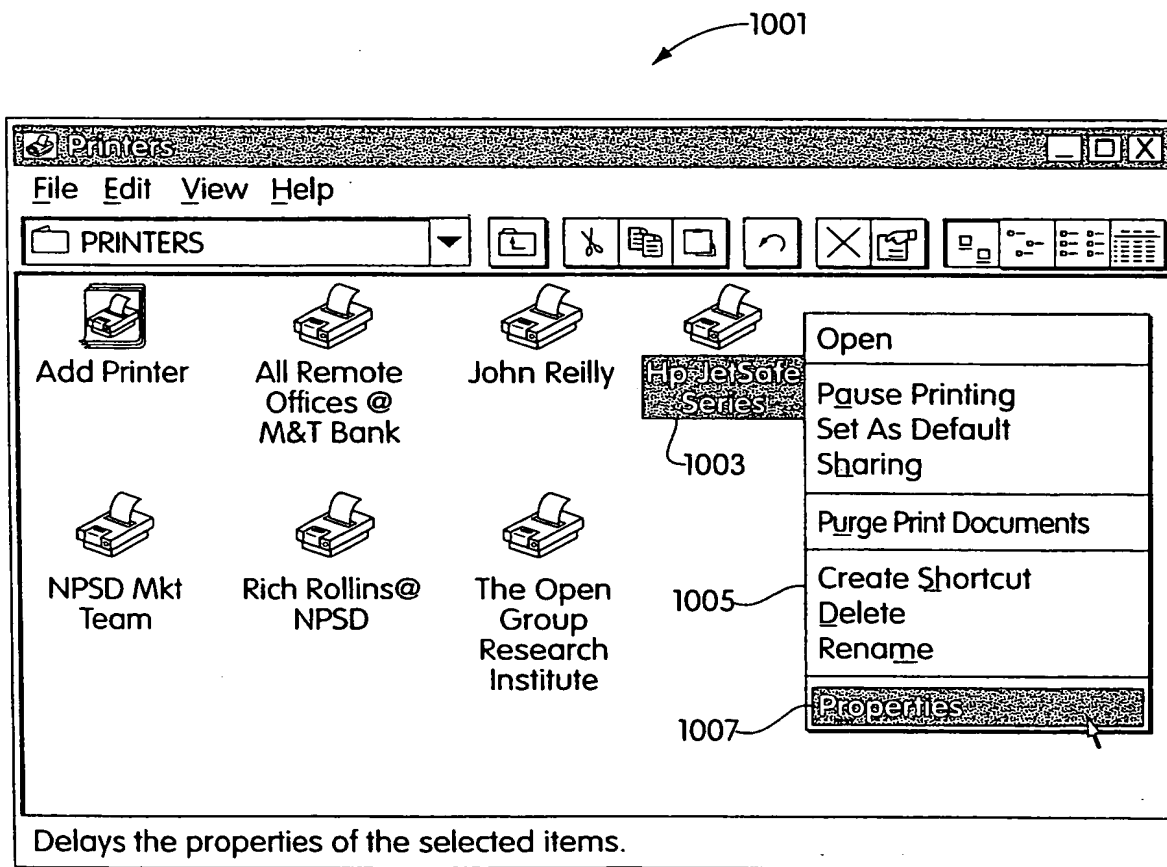 1001
Printers
File Edit View Help
PRINTERS
Add Printer
All Remote
Offices @
M&T Bank
John Reilly
Hp JetSafe
Series
1003
NPSD Mkt
Team
Rich Rollins@
NPSD
The Open
Group
Research
Institute
Open
Pause Printing
Set As Default
Sharing
Purge Print Documents
1005
Create Shortcut
Delete
Rename
1007
Properties
Delays the properties of the selected items.